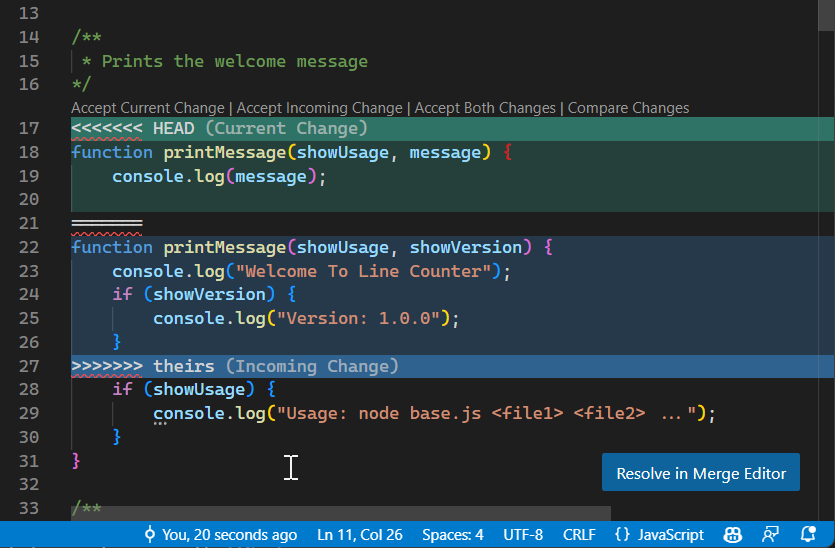 13
14 /**
15  * Prints the welcome message
16 */
Accept Current Change | Accept Incoming Change | Accept Both Changes | Compare Changes
17 <<<<<<< HEAD (Current Change)
18 function printMessage(showUsage, message) {
19     console.log(message);
20
21 =======
22 function printMessage(showUsage, showVersion) {
23     console.log("Welcome To Line Counter");
24     if (showVersion) {
25         console.log("Version: 1.0.0");
26     }
27 >>>>>>> theirs (Incoming Change)
28     if (showUsage) {
29         console.log("Usage: node base.js <file1> <file2> ...");
30     }
31 }
32
33 /**
Resolve in Merge Editor
You, 20 seconds ago Ln 11, Col 26 Spaces: 4 UTF-8 CRLF {} JavaScript